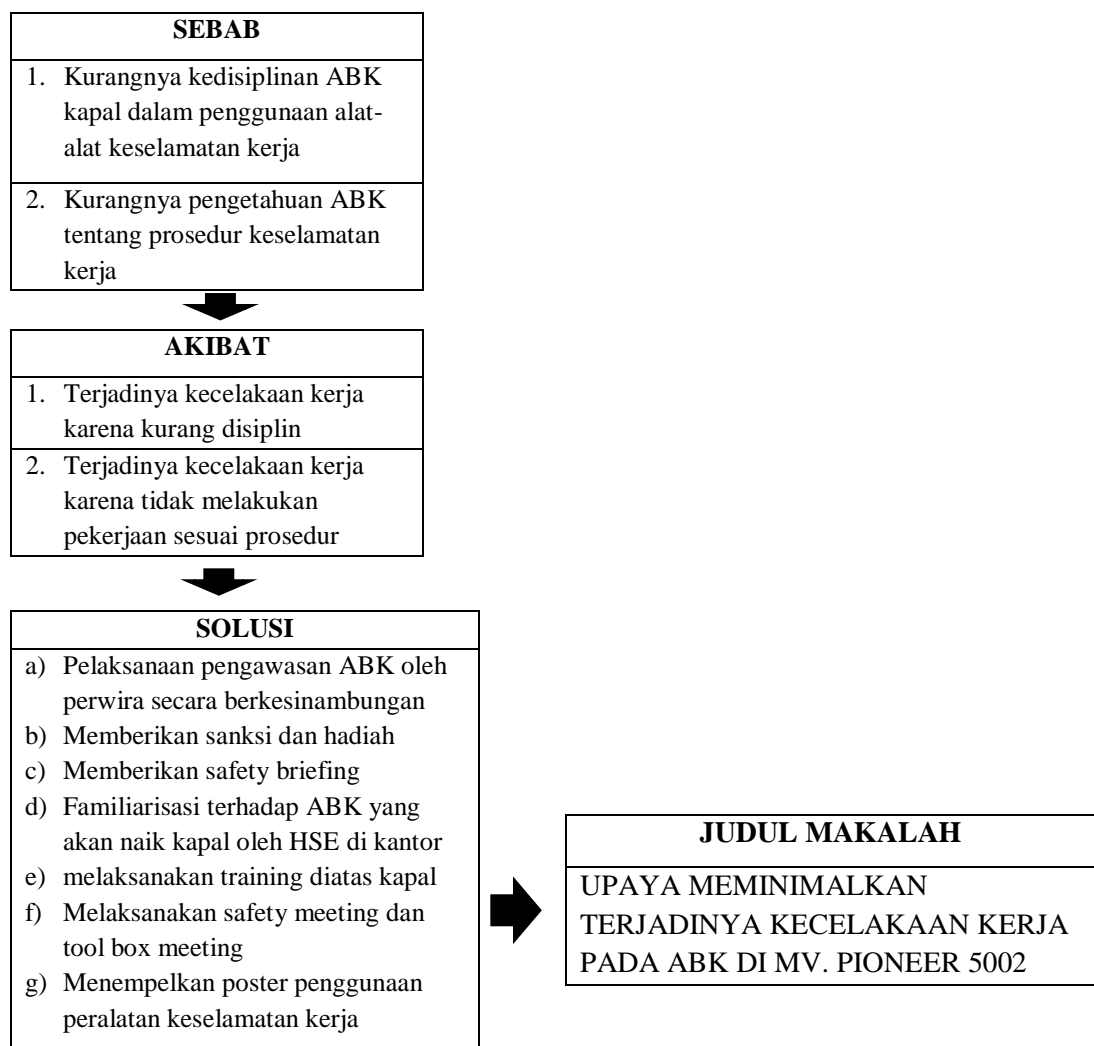 SEBAB
1. Kurangnya kedisiplinan ABK
kapal dalam penggunaan alat-
alat keselamatan kerja
2. Kurangnya pengetahuan ABK
tentang prosedur keselamatan
kerja
AKIBAT
1. Terjadinya kecelakaan kerja
karena kurang disiplin
2. Terjadinya kecelakaan kerja
karena tidak melakukan
pekerjaan sesuai prosedur
SOLUSI
a) Pelaksanaan pengawasan ABK oleh
perwira secara berkesinambungan
b) Memberikan sanksi dan hadiah
c) Memberikan safety briefing
d) Familiarisasi terhadap ABK yang
akan naik kapal oleh HSE di kantor
e) melaksanakan training diatas kapal
f) Melaksanakan safety meeting dan
tool box meeting
g) Menempelkan poster penggunaan
peralatan keselamatan kerja
JUDUL MAKALAH
UPAYA MEMINIMALKAN
TERJADINYA KECELAKAAN KERJA
PADA ABK DI MV. PIONEER 5002